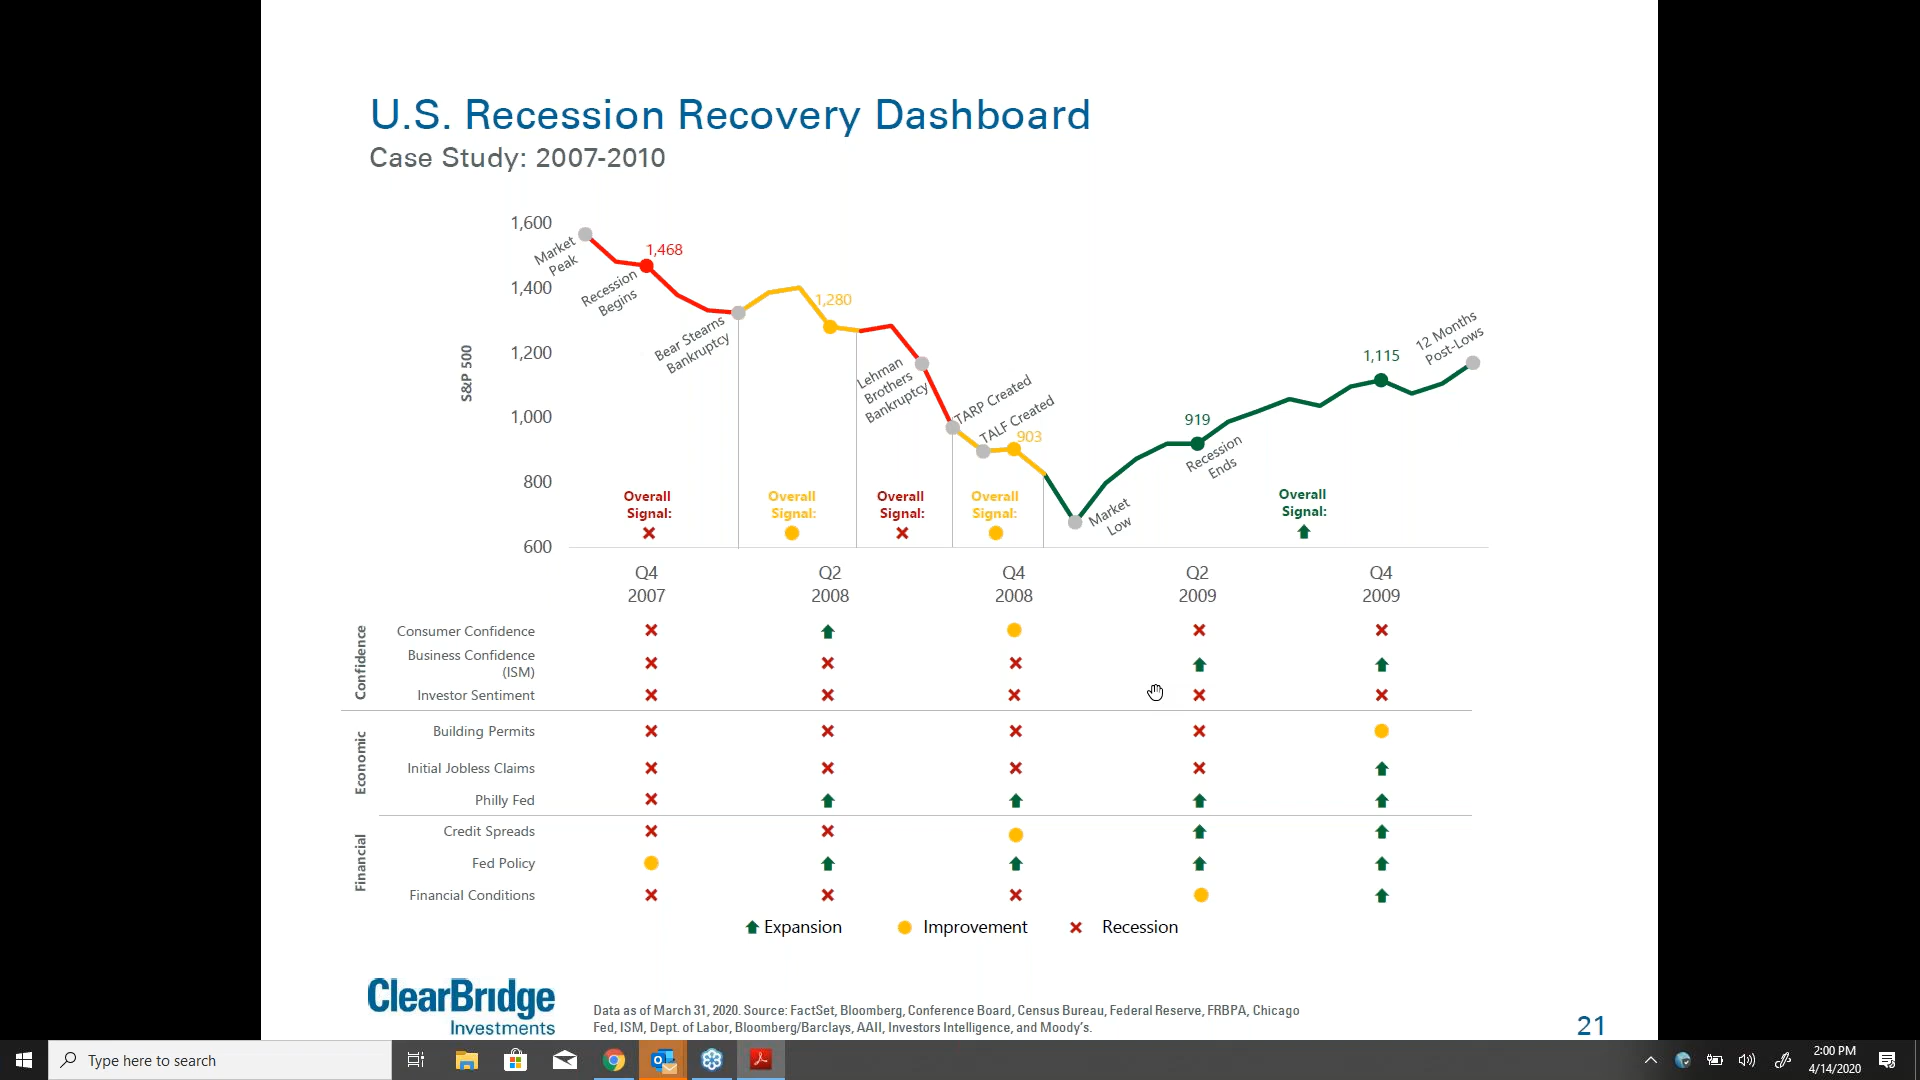 U.S. Recession Recovery Dashboard
Case Study: 2007-2010
S&P 500
1,600
1,400
1,200
1,000
800
600
Market
Peak
1,468
Recession
Begins
Bear Stearns
Bankruptcy
1,280
Lehman
Brothers
Bankruptcy
TARP Created
TALF Created
903
Market
Low
919
Recession
Ends
1,115
12 Months
Post-Lows
Overall
Signal:
Overall
Signal:
Overall
Signal:
Overall
Signal:
Overall
Signal:
Q4
2007
Q2
2008
Q4
2008
Q2
2009
Q4
2009
Confidence
Consumer Confidence
Business Confidence
(ISM)
Investor Sentiment
Economic
Building Permits
Initial Jobless Claims
Philly Fed
Financial
Credit Spreads
Fed Policy
Financial Conditions
Expansion Improvement Recession
ClearBridge
Investments
Data as of March 31, 2020. Source: FactSet, Bloomberg, Conference Board, Census Bureau, Federal Reserve, FRBPA, Chicago
Fed, ISM, Dept. of Labor, Bloomberg/Barclays, AAII, Investors Intelligence, and Moody's.
21
Type here to search
2:00 PM
4/14/2020